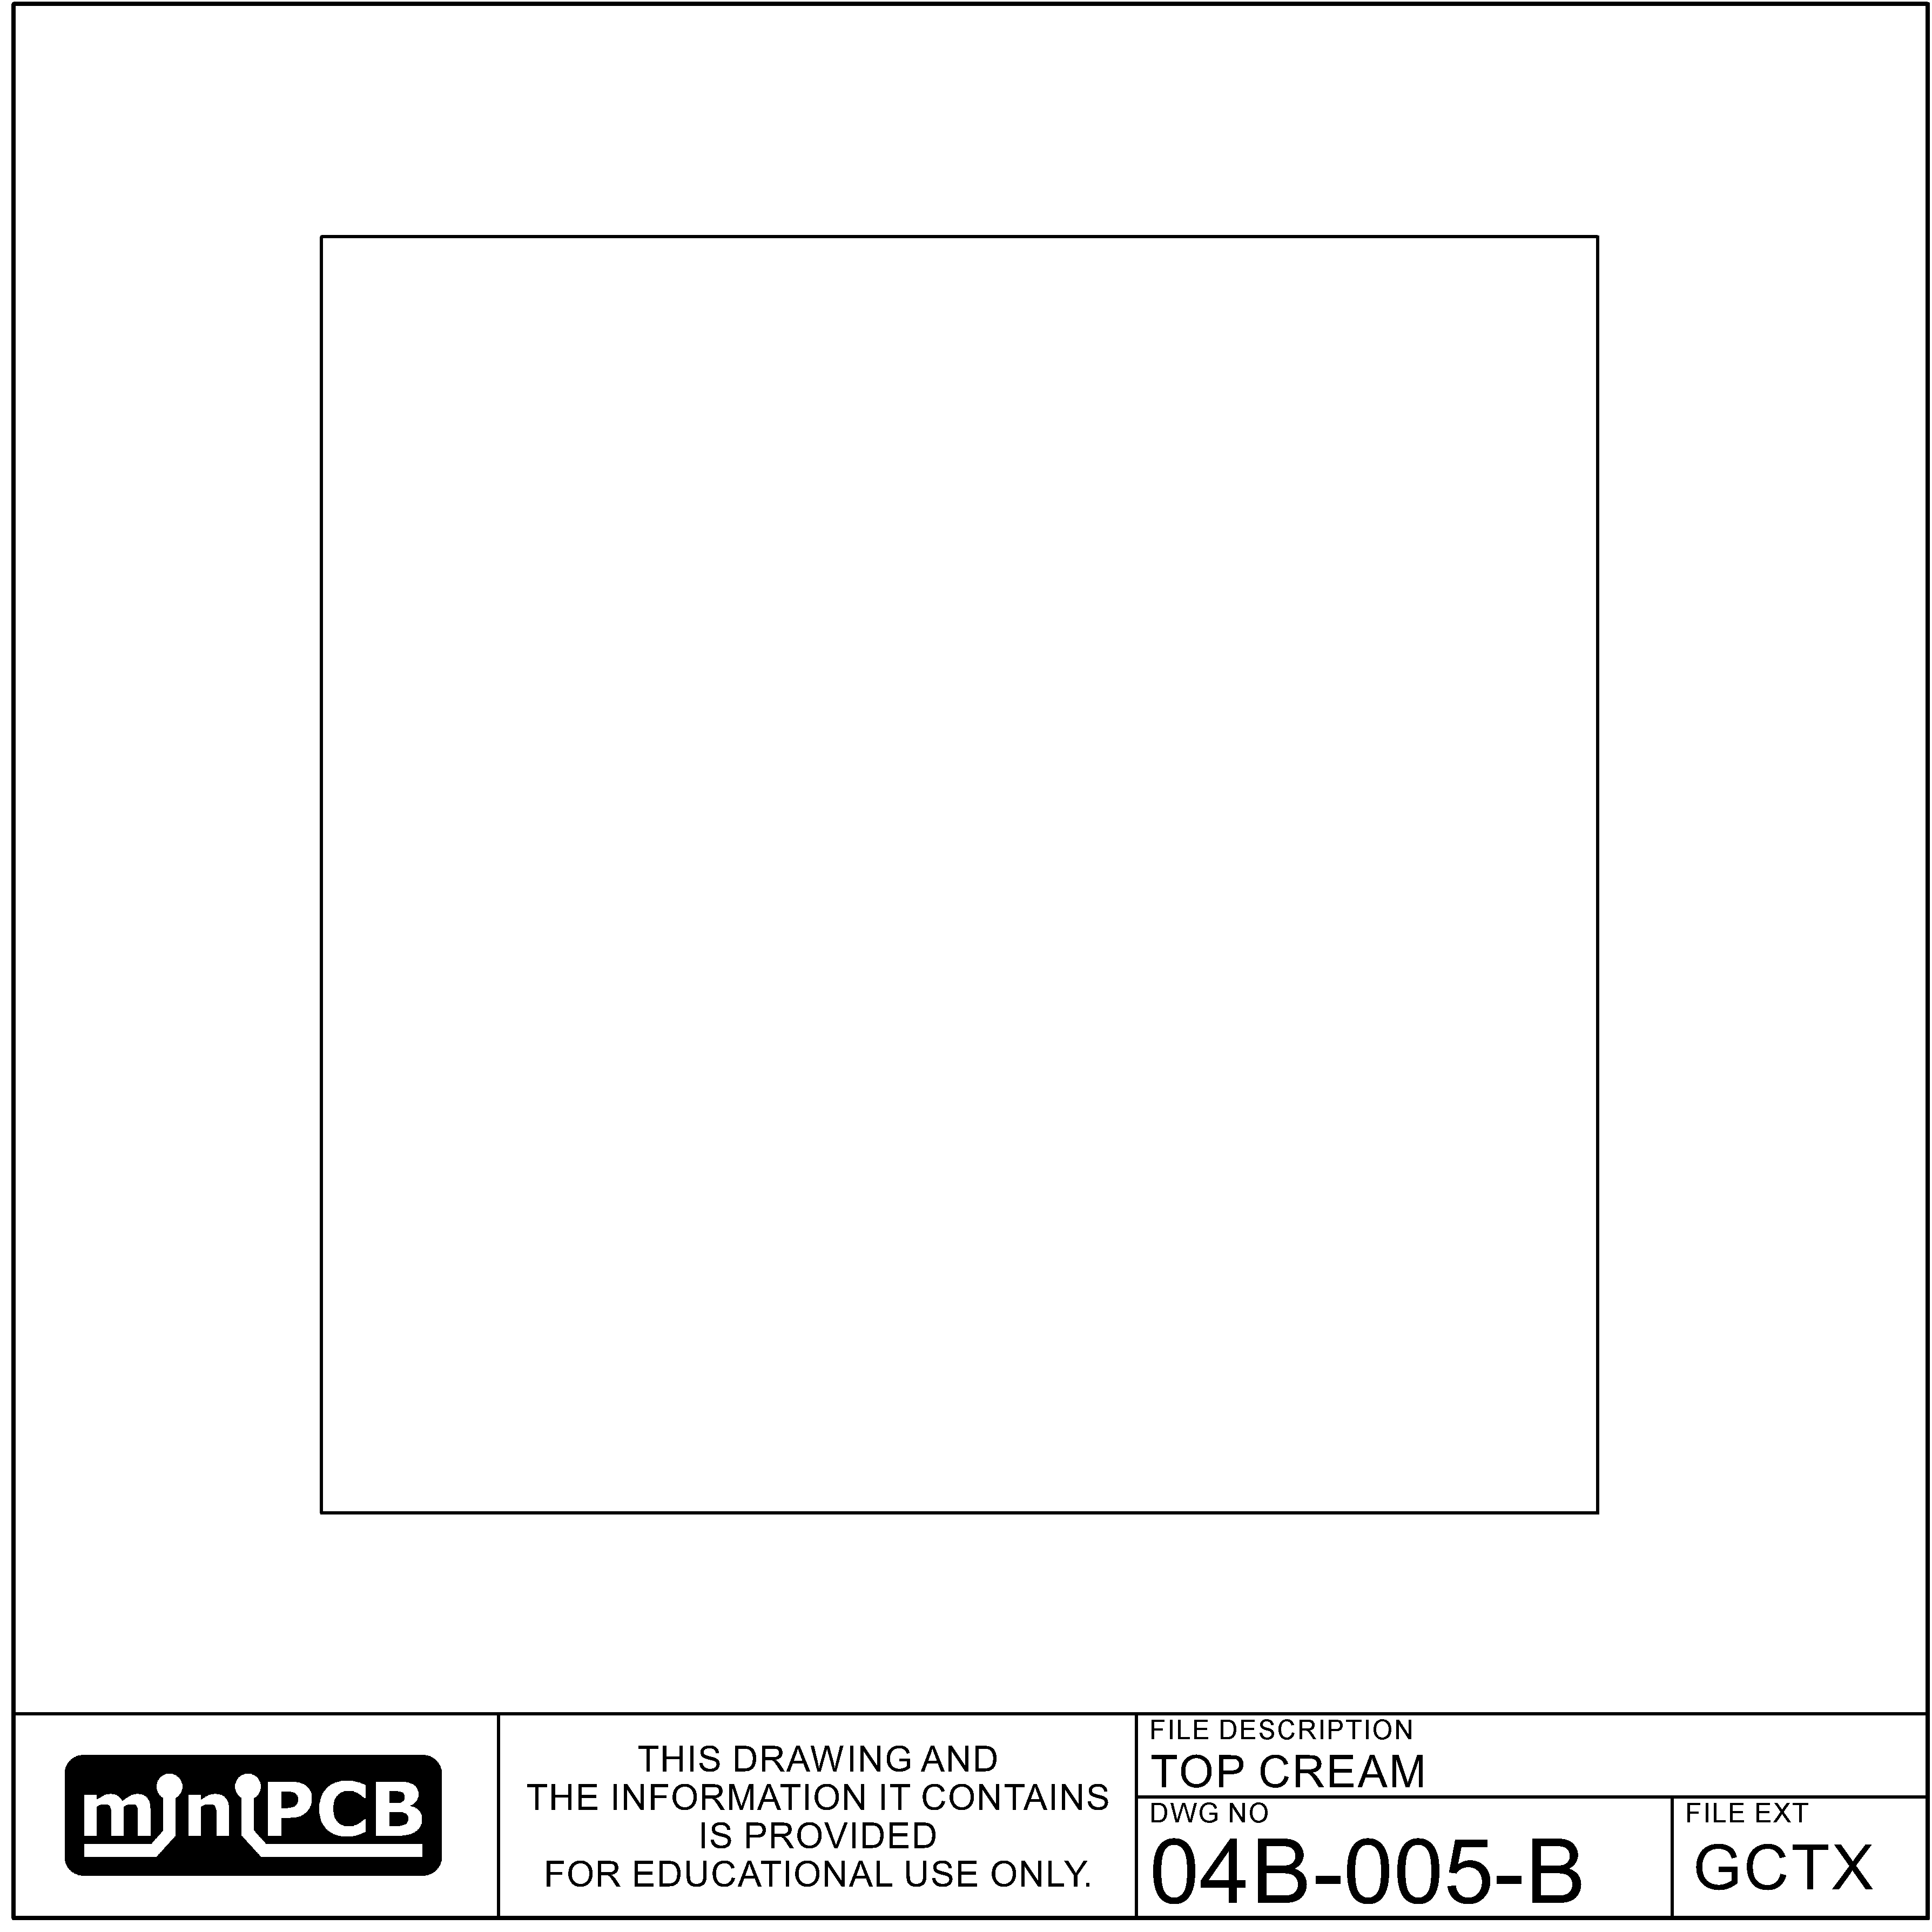 miniPCB
THIS DRAWING AND
THE INFORMATION IT CONTAINS
IS PROVIDED
FOR EDUCATIONAL USE ONLY.
FILE DESCRIPTION
TOP CREAM
DWG NO
04B-005-B
FILE EXT
GCTX